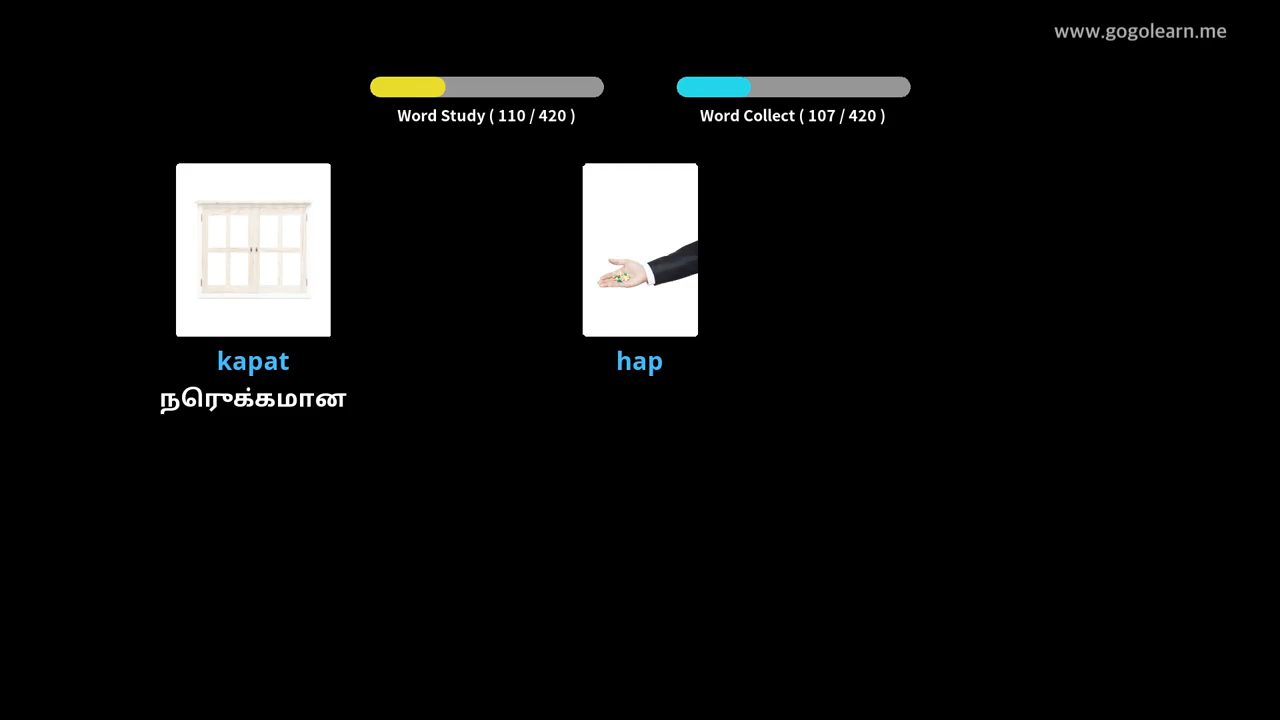 www.gogolearn.me
Word Study ( 110 / 420 )
Word Collect ( 107 / 420 )
kapat
நரெுக்கமான
hap